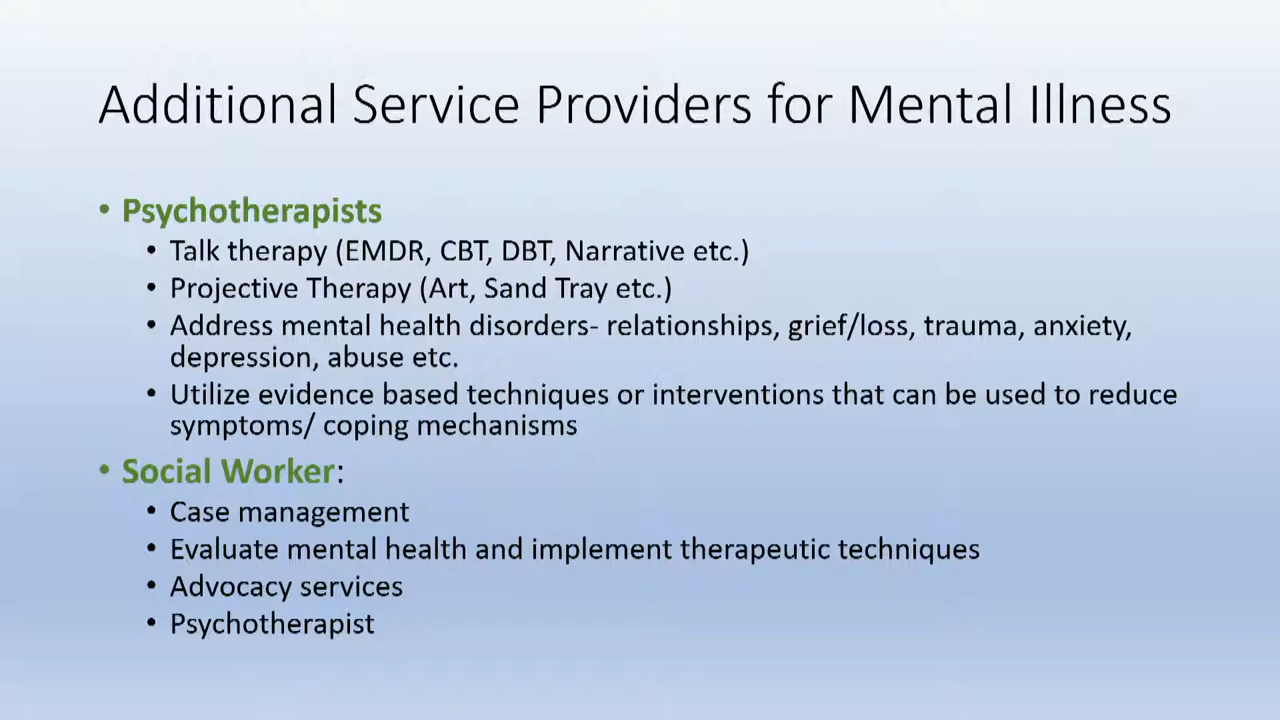 Additional Service Providers for Mental Illness
• Psychotherapists
• Talk therapy (EMDR, CBT, DBT, Narrative etc.)
• Projective Therapy (Art, Sand Tray etc.)
• Address mental health disorders- relationships, grief/loss, trauma, anxiety,
depression, abuse etc.
• Utilize evidence based techniques or interventions that can be used to reduce
symptoms/ coping mechanisms
• Social Worker:
• Case management
• Evaluate mental health and implement therapeutic techniques
• Advocacy services
• Psychotherapist